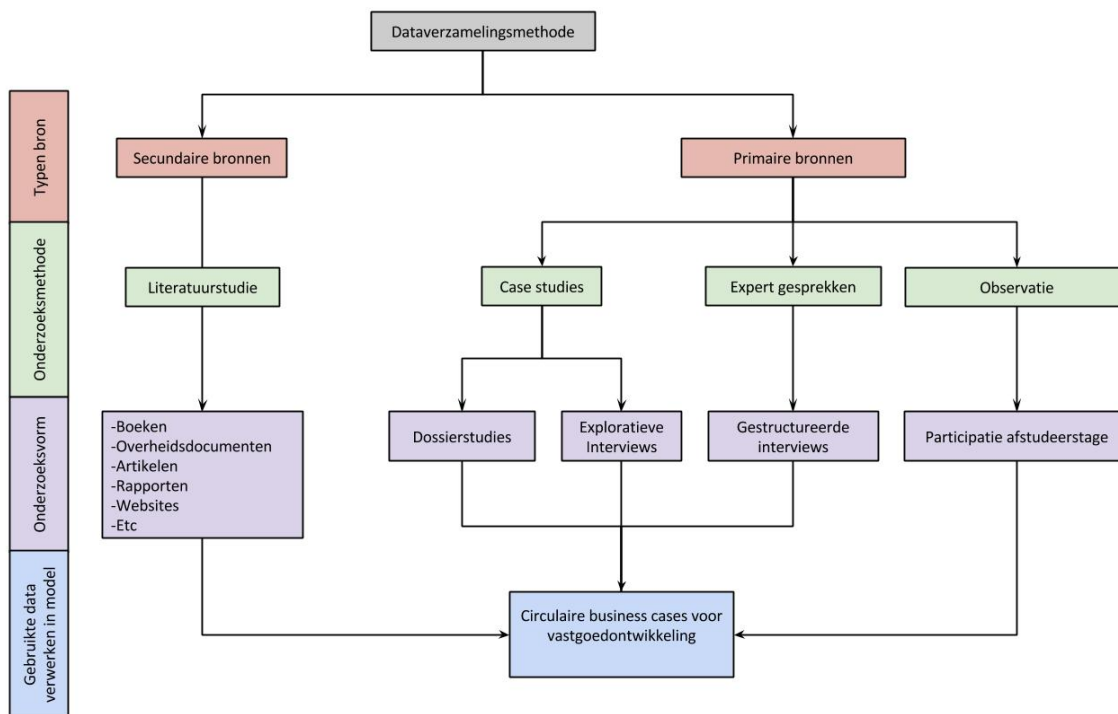 Dataverzamelingsmethode
Typen bron
Secundaire bronnen
Primaire bronnen
Onderzoeksmethode
Literatuurstudie
Case studies
Expert gesprekken
Observatie
Onderzoeksvorm
-Boeken
-Overheidsdocumenten
-Artikelen
-Rapporten
-Websites
-Etc
Dossierstudies
Exploratieve
Interviews
Gestructureerde
interviews
Participatie afstudeerstage
Gebruikte data
verwerken in model
Circulaire business cases voor
vastgoedontwikkeling